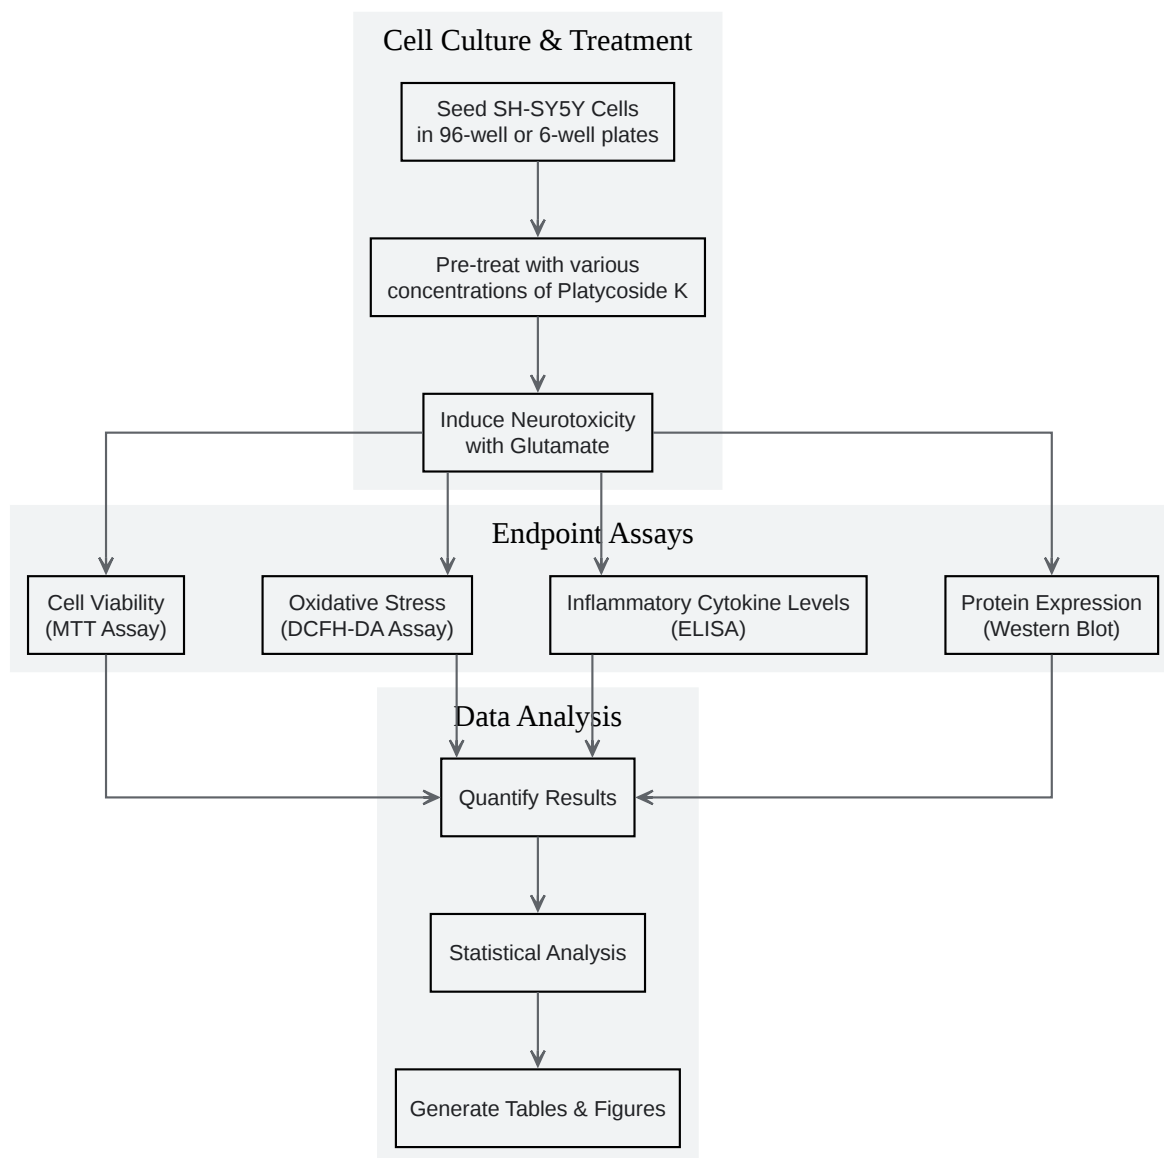 Cell Culture & Treatment
Seed SH-SY5Y Cells
in 96-well or 6-well plates
Pre-treat with various
concentrations of Platycoside K
Induce Neurotoxicity
with Glutamate
Endpoint Assays
Cell Viability
(MTT Assay)
Oxidative Stress
(DCFH-DA Assay)
Inflammatory Cytokine Levels
(ELISA)
Protein Expression
(Western Blot)
Data Analysis
Quantify Results
Statistical Analysis
Generate Tables & Figures